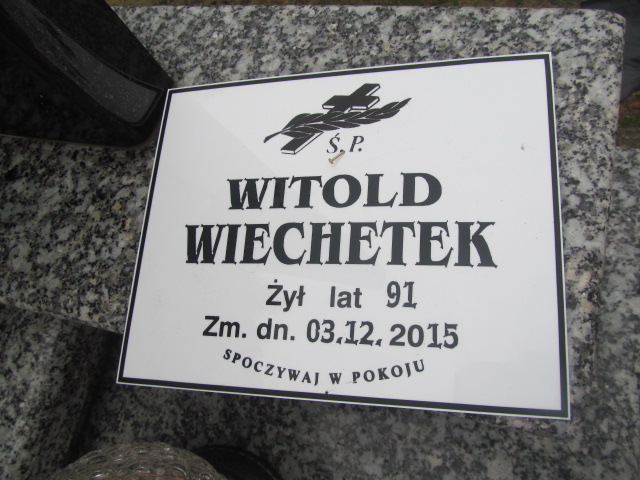 Ś.P.
WITOLD
WIECHETEK
Żył lat 91
Zm. dn. 03.12.2015
SPOCZYWAJ W POKOJU